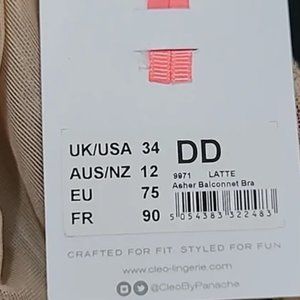 UK/USA 34 DD
AUS/NZ 12
EU 75
FR 90
9971 LATTE
Asher Balconnet Bra
5 054383 322483
CRAFTED FOR FIT. STYLED FOR FUN
www.cleo-lingerie.com
@CleoByPanache